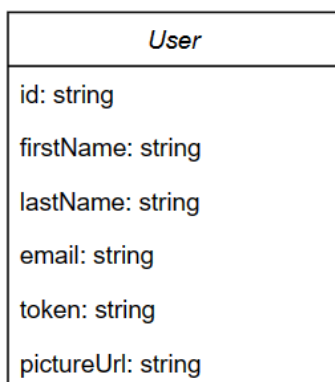 User
id: string
firstName: string
lastName: string
email: string
token: string
pictureUrl: string